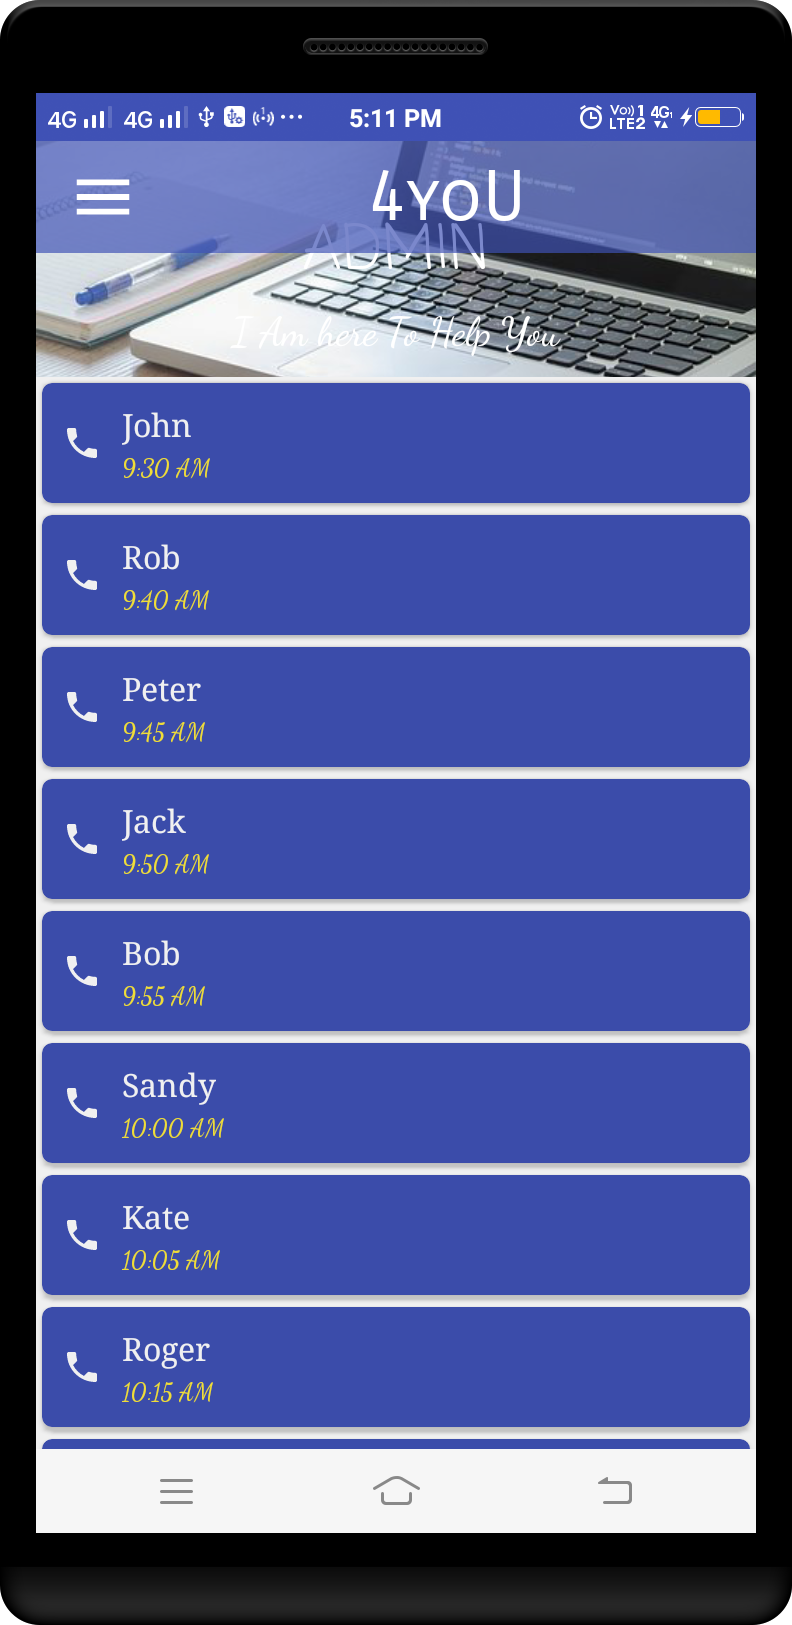 4G 4G 5:11 PM Vo)) 1 LTE2 4G
4YOU
ADMIN
I Am here To Help You
John
9:30 AM
Rob
9:40 AM
Peter
9:45 AM
Jack
9:50 AM
Bob
9:55 AM
Sandy
10:00 AM
Kate
10:05 AM
Roger
10:15 AM